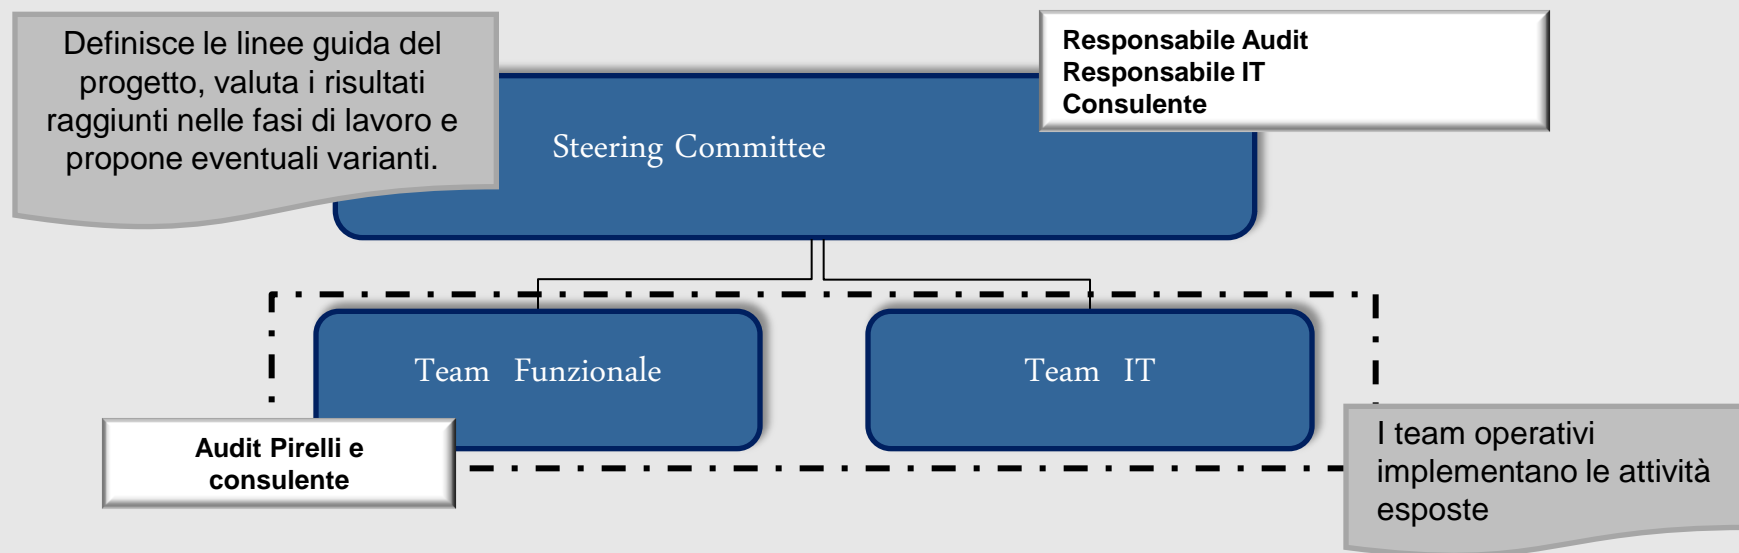 Definisce le linee guida del
progetto, valuta i risultati
raggiunti nelle fasi di lavoro e
propone eventuali varianti.
Responsabile Audit
Responsabile IT
Consulente
Steering Committee
Team Funzionale
Team IT
Audit Pirelli e
consulente
I team operativi
implementano le attività
esposte